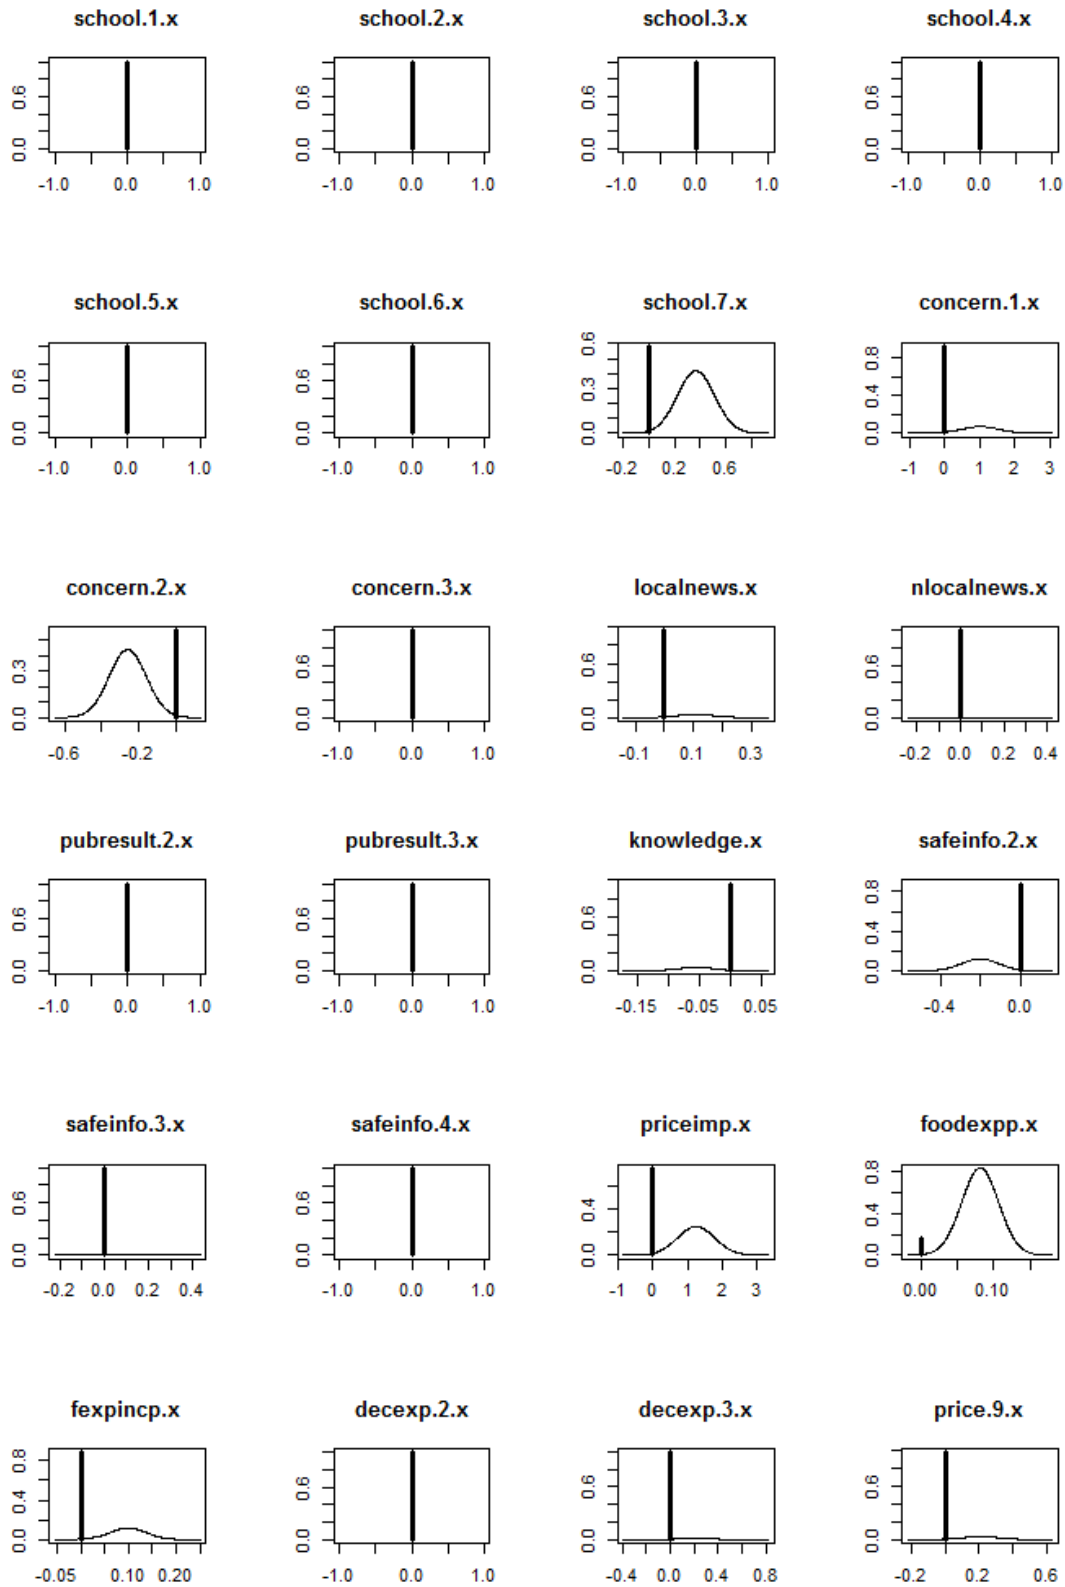 school.1.x school.2.x school.3.x school.4.x
0.0 0.6 0.0 0.6 0.0 0.6 0.0 0.6
-1.0 0.0 1.0 -1.0 0.0 1.0 -1.0 0.0 1.0 -1.0 0.0 1.0
school.5.x school.6.x school.7.x concern.1.x
0.0 0.6 0.0 0.6 0.0 0.3 0.6 0.0 0.4 0.8
-1.0 0.0 1.0 -1.0 0.0 1.0 -0.2 0.2 0.6 -1 0 1 2 3
concern.2.x concern.3.x localnews.x nlocalnews.x
0.0 0.3 0.0 0.6 0.0 0.6 0.0 0.6
-0.6 -0.2 -1.0 0.0 1.0 -0.1 0.1 0.3 -0.2 0.0 0.2 0.4
pubresult.2.x pubresult.3.x knowledge.x safeinfo.2.x
0.0 0.6 0.0 0.6 0.0 0.6 0.0 0.4 0.8
-1.0 0.0 1.0 -1.0 0.0 1.0 -0.15 -0.05 0.05 -0.4 0.0
safeinfo.3.x safeinfo.4.x priceimp.x foodexpp.x
0.0 0.6 0.0 0.6 0.0 0.4 0.0 0.4 0.8
-0.2 0.0 0.2 0.4 -1.0 0.0 1.0 -1 0 1 2 3 0.00 0.10
fexpincp.x decexp.2.x decexp.3.x price.9.x
0.0 0.4 0.8 0.0 0.6 0.0 0.6 0.0 0.6
-0.05 0.10 0.20 -1.0 0.0 1.0 -0.4 0.0 0.4 0.8 -0.2 0.2 0.6